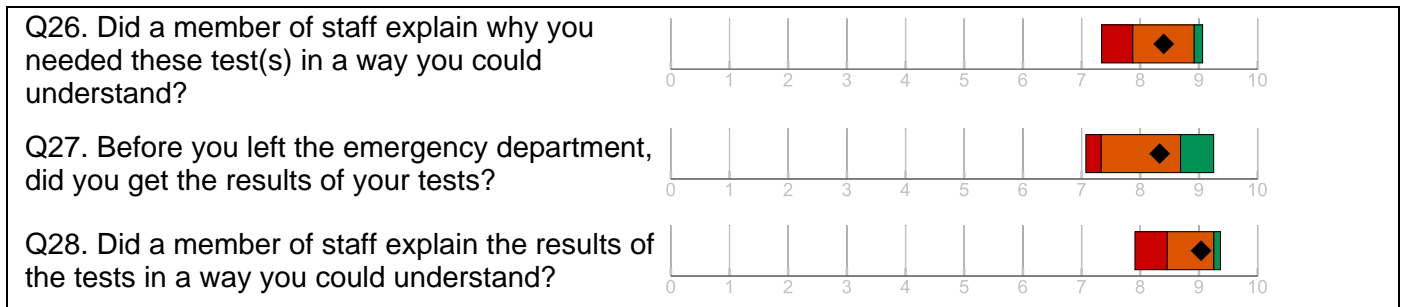 Q26. Did a member of staff explain why you
needed these test(s) in a way you could
understand?
0 1 2 3 4 5 6 7 8 9 10
Q27. Before you left the emergency department,
did you get the results of your tests?
0 1 2 3 4 5 6 7 8 9 10
Q28. Did a member of staff explain the results of
the tests in a way you could understand?
0 1 2 3 4 5 6 7 8 9 10